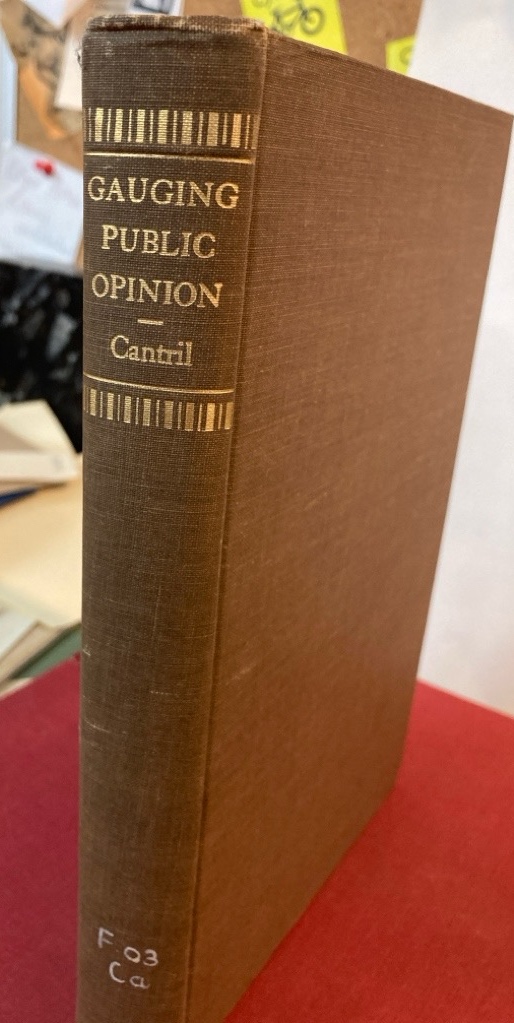 GAUGING
PUBLIC
OPINION
Cantril
F 03
Ca